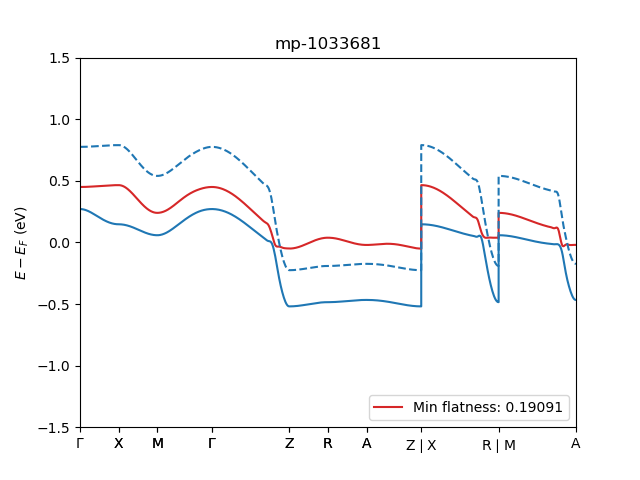 mp-1033681
1.5
1.0
0.5
0.0
−0.5
−1.0
−1.5
E − E_F (eV)
Γ X M Γ Z R A Z | X R | M A
Min flatness: 0.19091